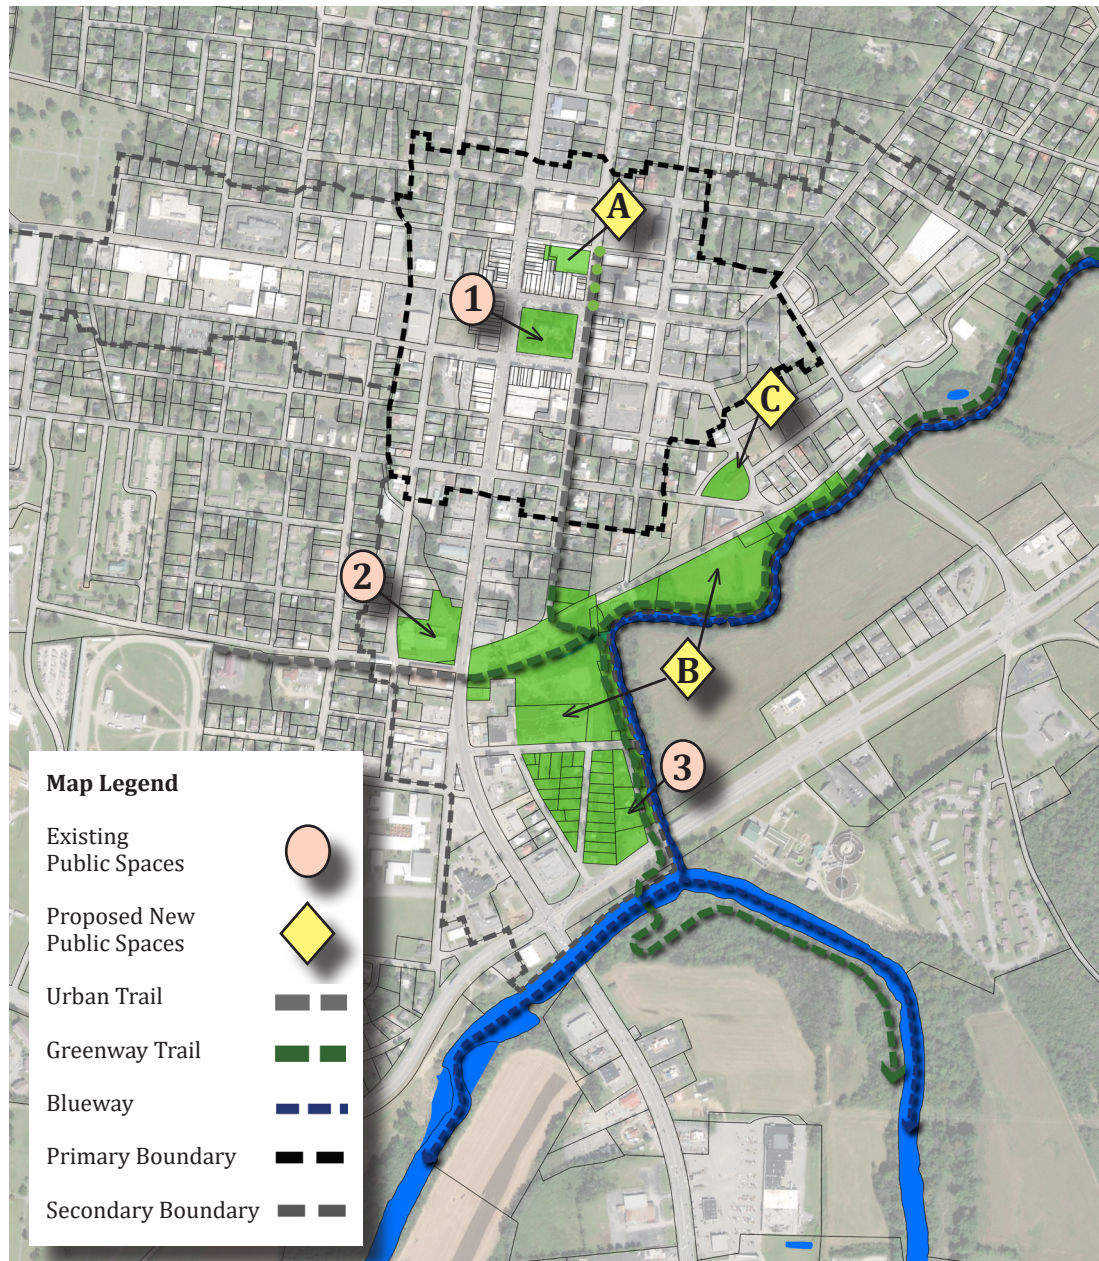 A
1
C
2
B
3
Map Legend
Existing
Public Spaces
Proposed New
Public Spaces
Urban Trail
Greenway Trail
Blueway
Primary Boundary
Secondary Boundary